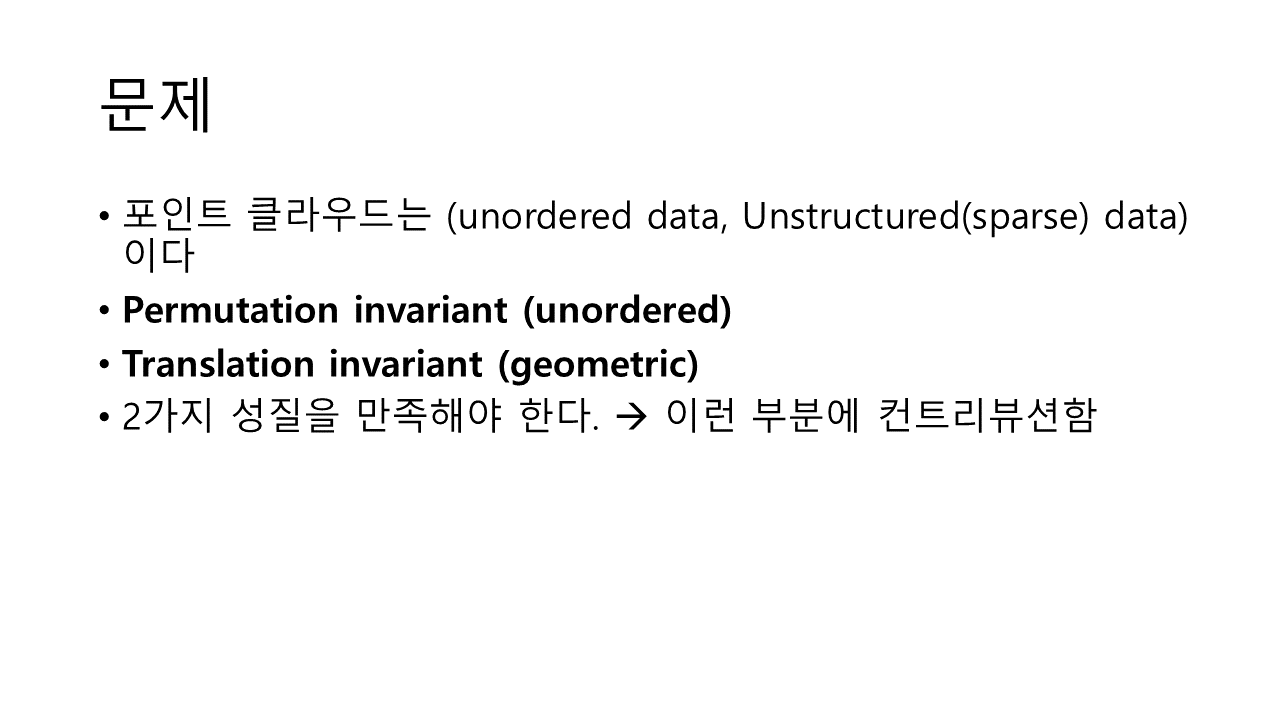 문제
• 포인트 클라우드는 (unordered data, Unstructured(sparse) data)
이다
• Permutation invariant (unordered)
• Translation invariant (geometric)
• 2가지 성질을 만족해야 한다. → 이런 부분에 컨트리뷰션함